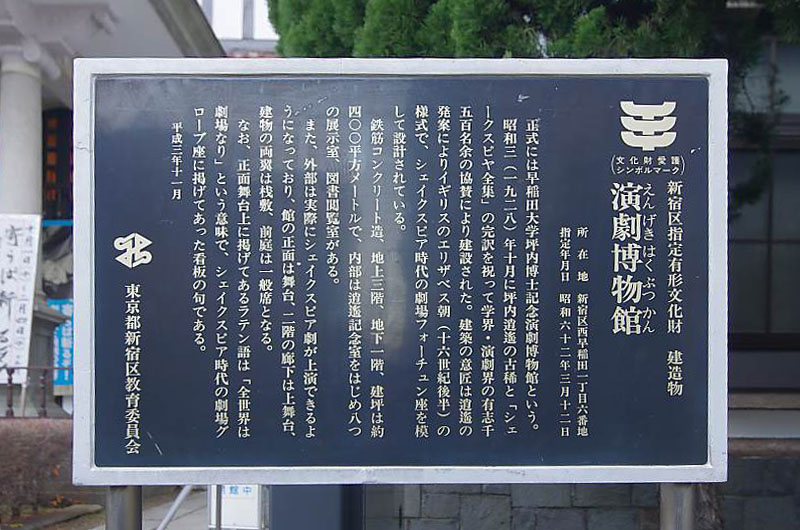 文化財愛護
シンボルマーク
新宿区指定有形文化財　建造物
えんげきはくぶつかん
演劇博物館
所在地　新宿区西早稲田一丁目六番地
指定年月日　昭和六十二年三月十二日
正式には早稲田大学坪内博士記念演劇博物館という。
昭和三（一九二八）年十月に坪内逍遥の古稀と「シェ
ークスピヤ全集」の完訳を祝って学界・演劇界の有志千
五百名余の協賛により建設された。建築の意匠は逍遥の
発案によりイギリスのエリザベス朝（十六世紀後半）の
様式で、シェイクスピア時代の劇場フォーチュン座を模
して設計されている。
鉄筋コンクリート造、地上三階、地下一階、建坪は約
四〇〇平方メートルで、内部は逍遥記念室をはじめ八つ
の展示室、図書閲覧室がある。
また、外部は実際にシェイクスピア劇が上演できるよ
うになっており、館の正面は舞台、二階の廊下は上舞台、
建物の両翼は桟敷、前庭は一般席となる。
なお、正面舞台上に掲げてあるラテン語は「全世界は
劇場なり」という意味で、シェイクスピア時代の劇場グ
ローブ座に掲げてあった看板の句である。
平成三年十一月
東京都新宿区教育委員会